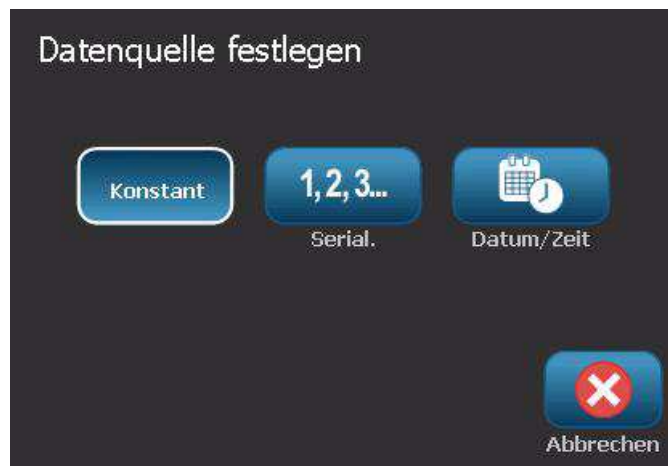 Datenquelle festlegen
Konstant
1, 2, 3...
Serial.
Datum/Zeit
Abbrechen